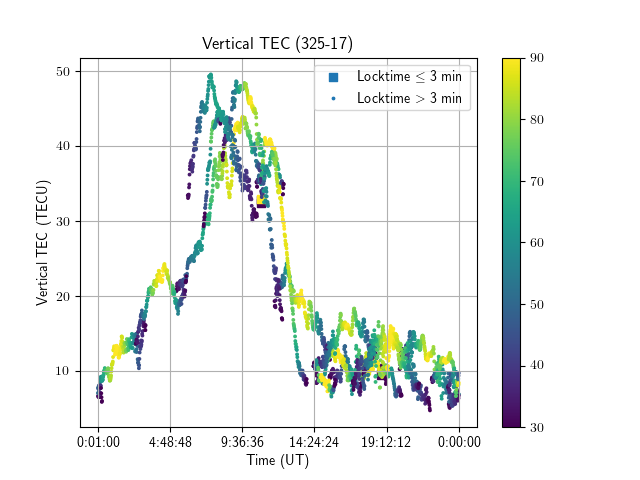 Vertical TEC (325-17)
Locktime ≤ 3 min
Locktime > 3 min
Vertical TEC (TECU)
50
40
30
20
10
0:01:00 4:48:48 9:36:36 14:24:24 19:12:12 0:00:00
Time (UT)
90
80
70
60
50
40
30